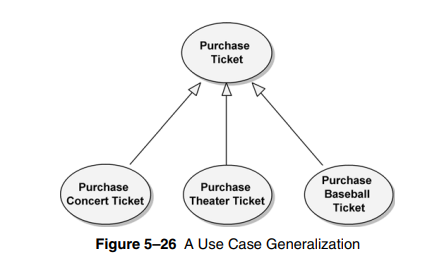 Purchase
Ticket
Purchase
Concert Ticket
Purchase
Theater Ticket
Purchase
Baseball
Ticket
Figure 5–26 A Use Case Generalization